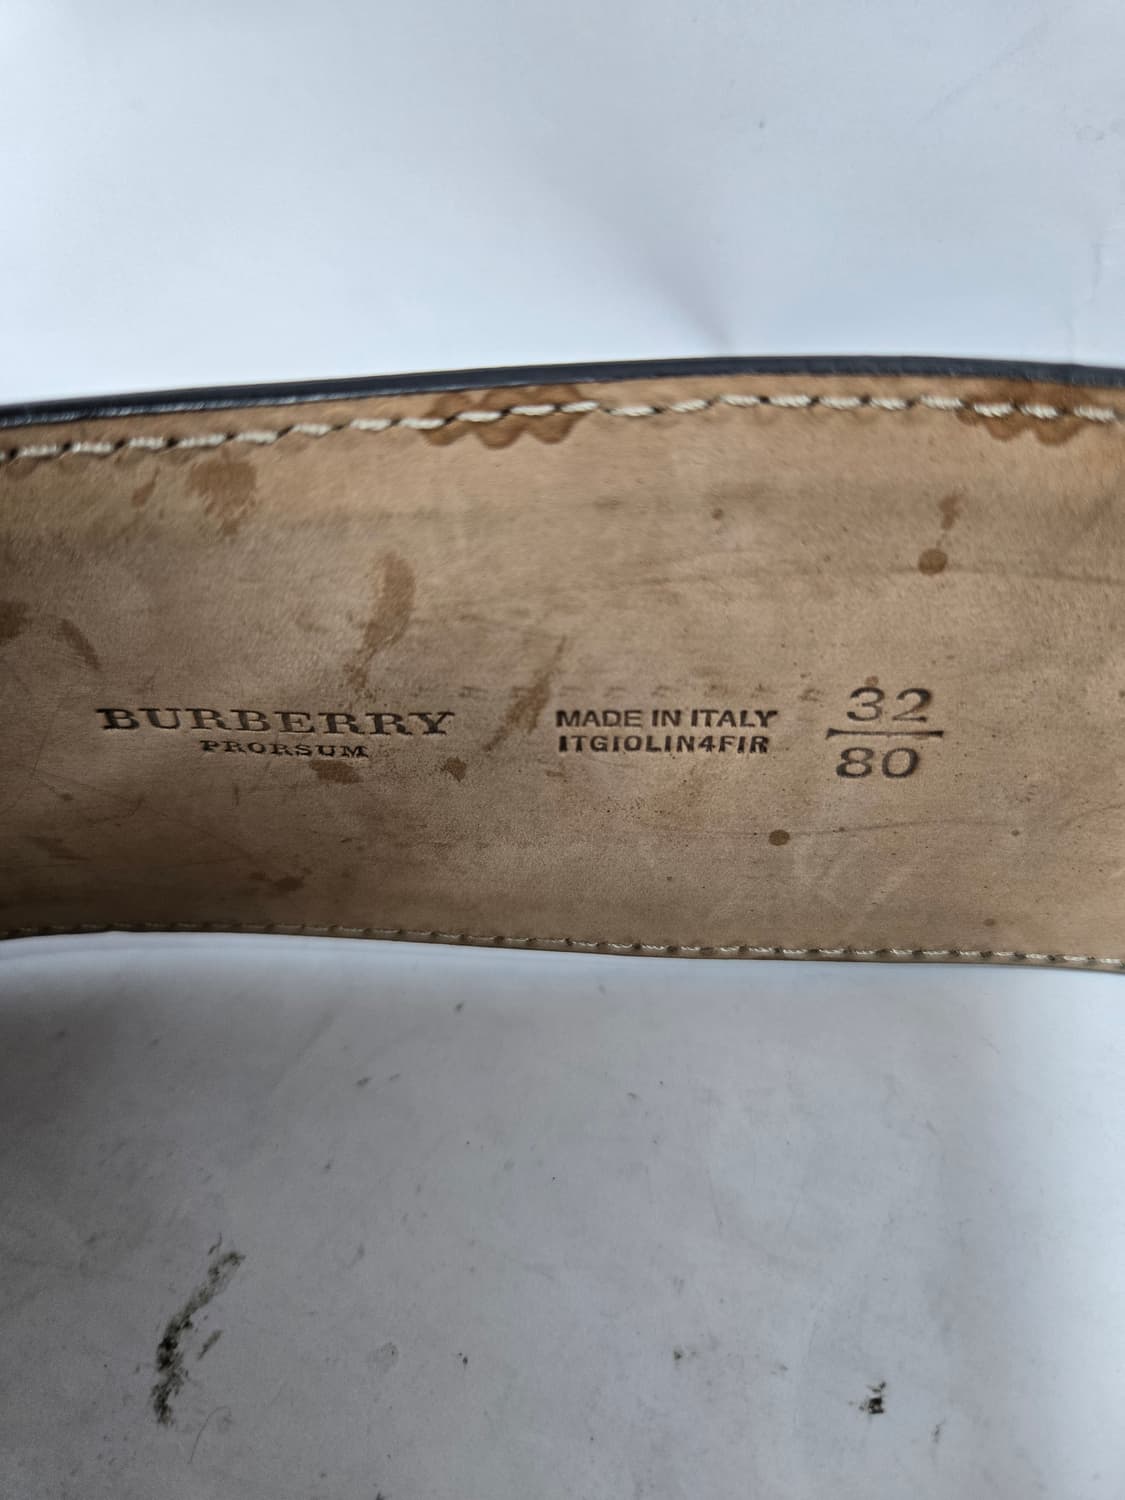 BURBERRY
PRORSUM
MADE IN ITALY
ITGIOLIN4FIR
32
80